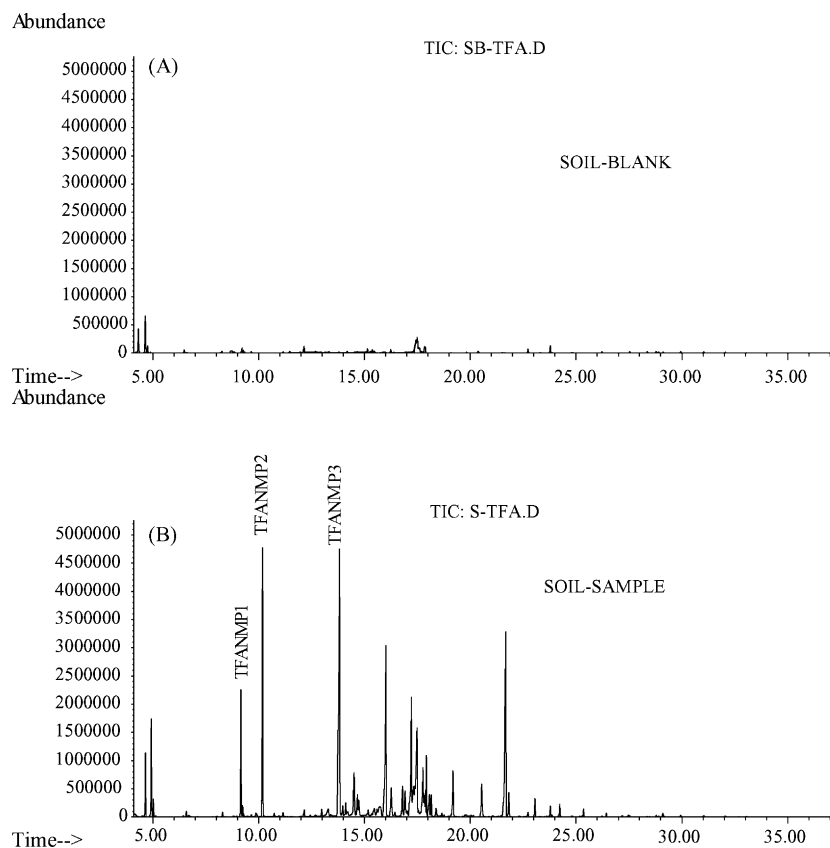 Abundance
TIC: SB-TFA.D
(A)
5000000
4500000
4000000
3500000
3000000
2500000
2000000
1500000
1000000
500000
0
SOIL-BLANK
Time--> 5.00 10.00 15.00 20.00 25.00 30.00 35.00
Abundance
TFANMP1
TFANMP2
TFANMP3
TIC: S-TFA.D
(B)
5000000
4500000
4000000
3500000
3000000
2500000
2000000
1500000
1000000
500000
0
SOIL-SAMPLE
Time--> 5.00 10.00 15.00 20.00 25.00 30.00 35.00